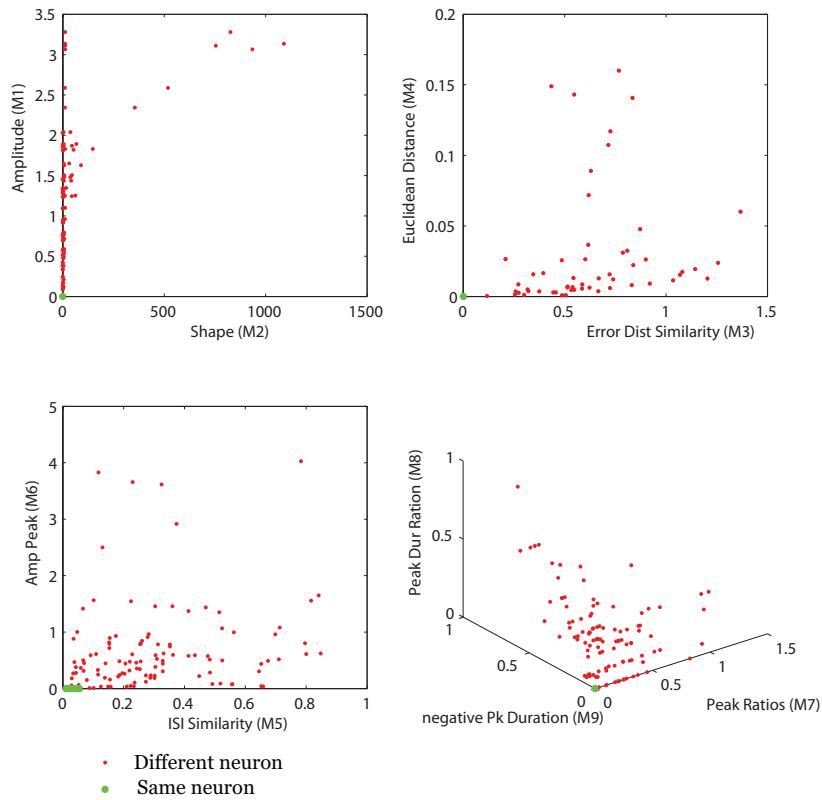 3.5
3
2.5
2
1.5
1
0.5
0
Amplitude (M1)
0 500 1000 1500
Shape (M2)
0.2
0.15
0.1
0.05
0
Euclidean Distance (M4)
0 0.5 1 1.5
Error Dist Similarity (M3)
5
4
3
2
1
0
Amp Peak (M6)
0 0.2 0.4 0.6 0.8 1
ISI Similarity (M5)
1
0.5
0
Peak Dur Ration (M8)
1
0.5
0
negative Pk Duration (M9)
0
0.5
1
1.5
Peak Ratios (M7)
Different neuron
Same neuron